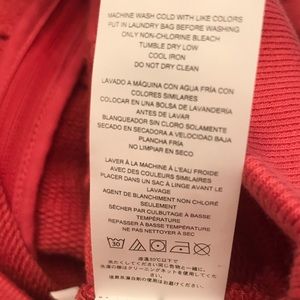 MACHINE WASH COLD WITH LIKE COLORS
PUT IN LAUNDRY BAG BEFORE WASHING
ONLY NON-CHLORINE BLEACH
TUMBLE DRY LOW
COOL IRON
DO NOT DRY CLEAN
LAVADO A MÁQUINA CON AGUA FRÍA CON
COLORES SIMILARES
COLOCAR EN UNA BOLSA DE LAVANDERÍA
ANTES DE LAVAR
BLANQUEADOR SIN CLORO SOLAMENTE
SECADO EN SECADORA A VELOCIDAD BAJA
PLANCHA FRÍA
NO LIMPIAR EN SECO
LAVER À LA MACHINE À L'EAU FROIDE
AVEC DES COULEURS SIMILAIRES
PLACER DANS UN SAC À LINGE AVANT LE
LAVAGE
AGENT DE BLANCHIMENT NON CHLORÉ
SEULEMENT
SÉCHER PAR CULBUTAGE À BASSE
TEMPÉRATURE
REPASSER À BASSE TEMPÉRATURE
NE PAS NETTOYER À SEC
30